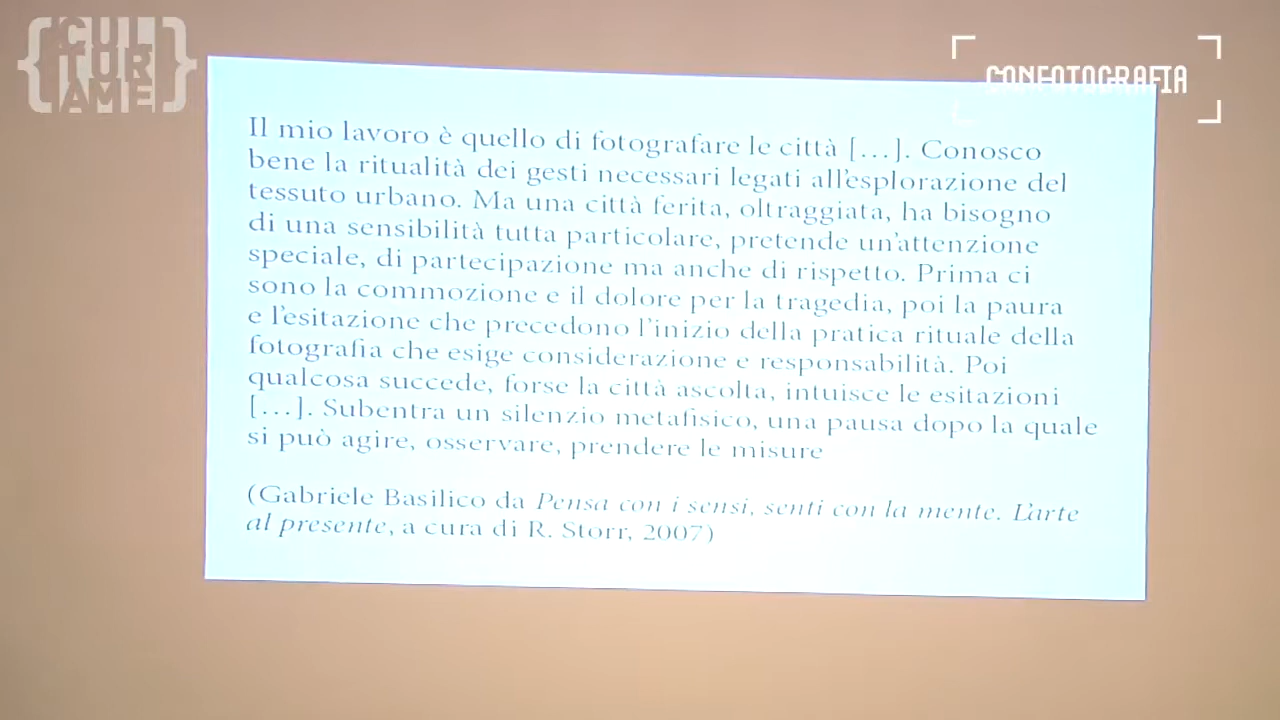 {CUL
TUR
AME}
CONFOTOGRAFIA
Il mio lavoro è quello di fotografare le città [...]. Conosco
bene la ritualità dei gesti necessari legati all'esplorazione del
tessuto urbano. Ma una città ferita, oltraggiata, ha bisogno
di una sensibilità tutta particolare, pretende un'attenzione
speciale, di partecipazione ma anche di rispetto. Prima ci
sono la commozione e il dolore per la tragedia, poi la paura
e l'esitazione che precedono l'inizio della pratica rituale della
fotografia che esige considerazione e responsabilità. Poi
qualcosa succede, forse la città ascolta, intuisce le esitazioni
[...]. Subentra un silenzio metafisico, una pausa dopo la quale
si può agire, osservare, prendere le misure
(Gabriele Basilico da Pensa con i sensi, senti con la mente. L'arte
al presente, a cura di R. Storr, 2007)